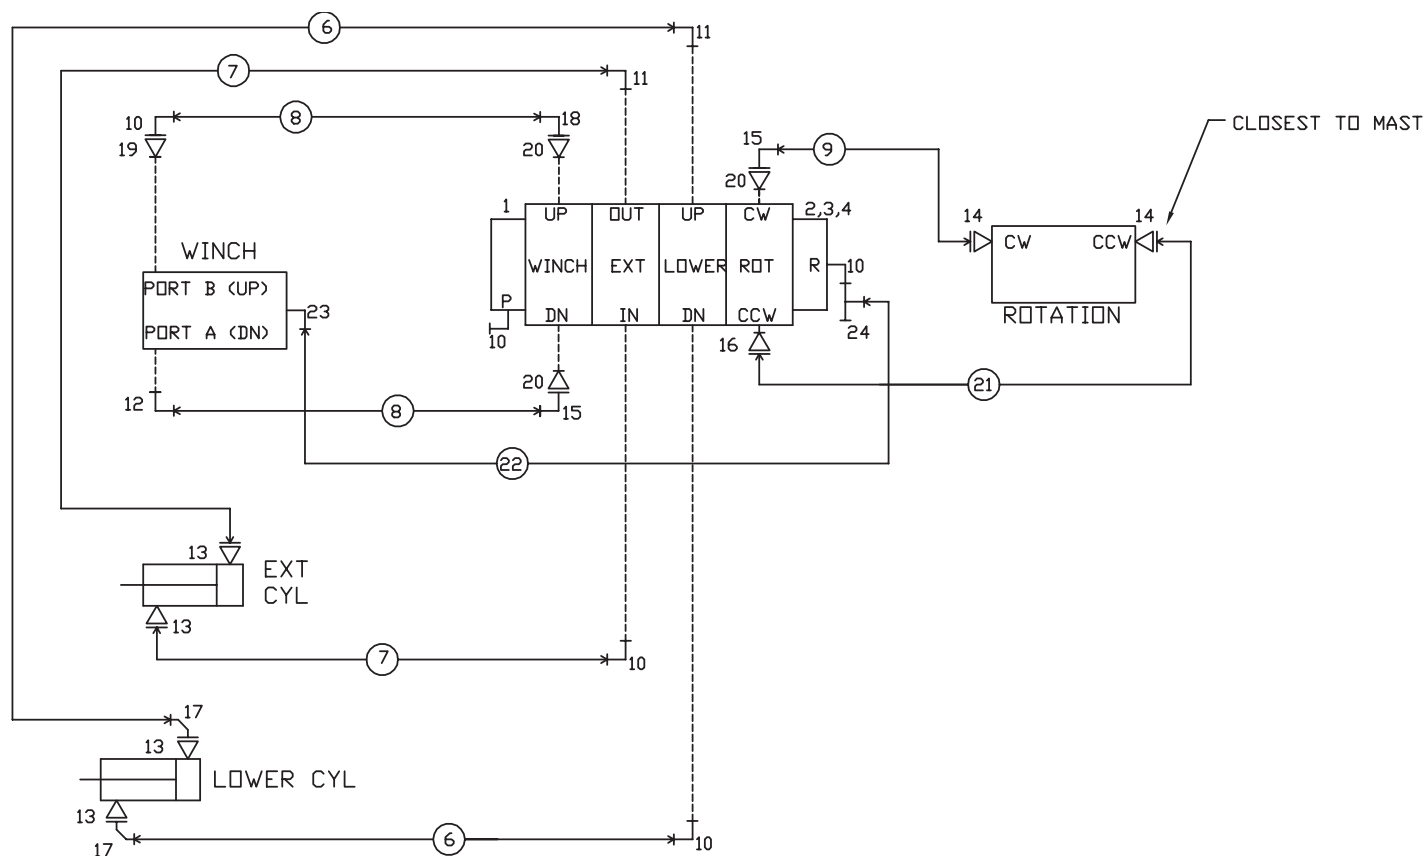 6
11
7
11
8
10
18
19
20
CLOSEST TO MAST
15
9
20
1
UP
OUT
UP
CW
2,3,4
14
14
CW
CCW
WINCH
WINCH
EXT
LOWER
ROT
R
10
PORT B (UP)
P
23
DN
IN
DN
CCW
ROTATION
PORT A (DN)
10
16
24
20
21
12
8
15
22
13
EXT
CYL
13
7
10
17
13
LOWER CYL
13
6
10
17